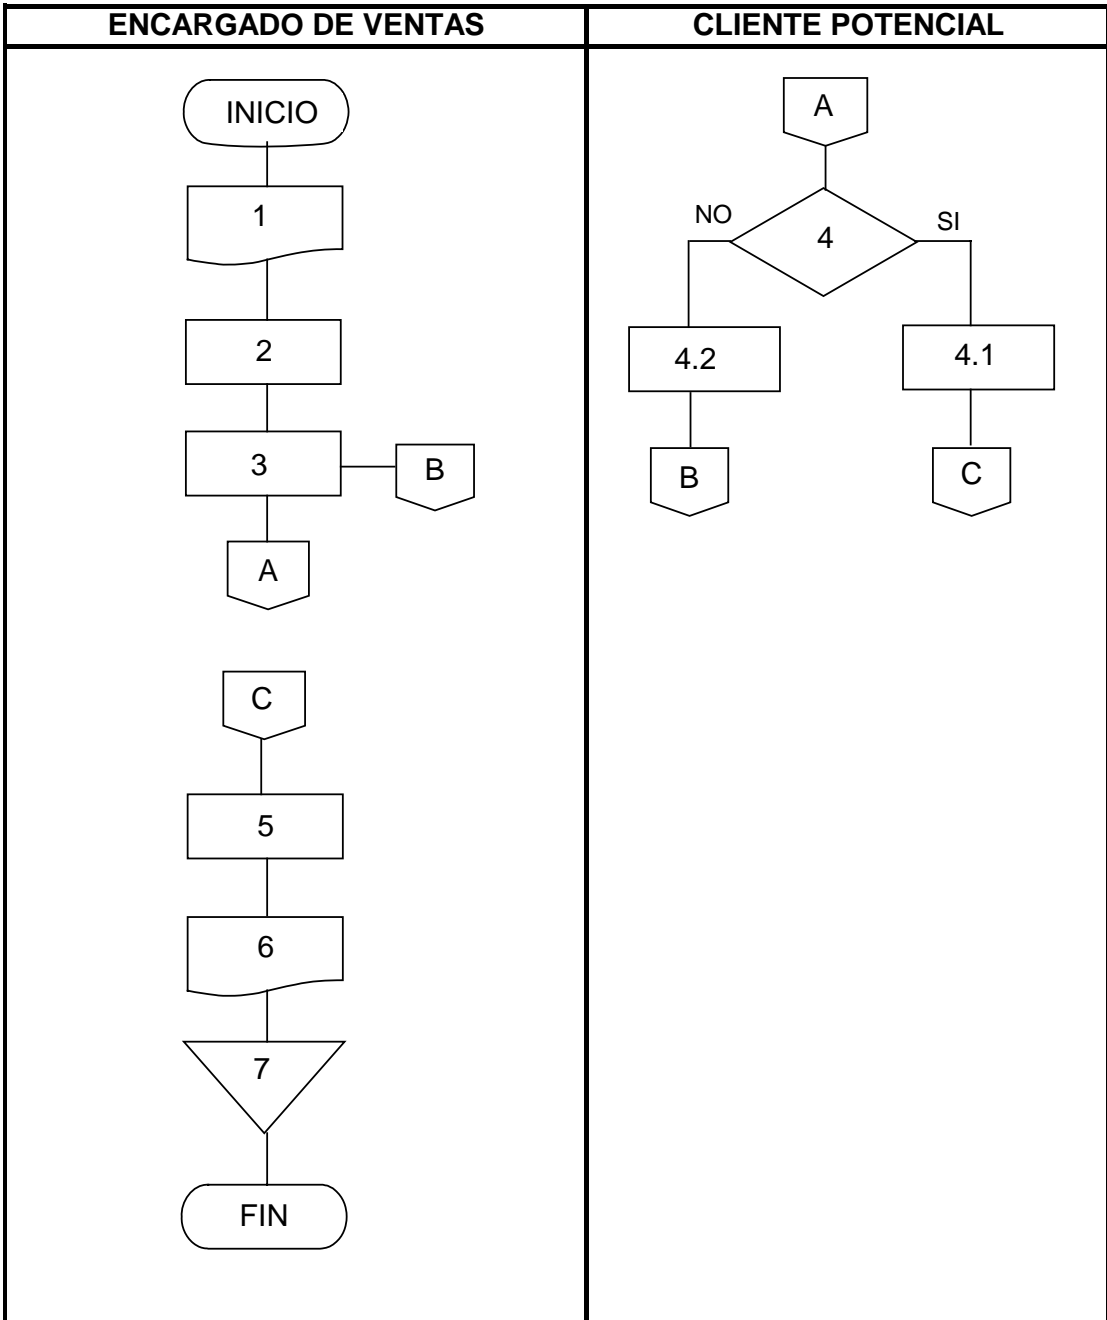 ENCARGADO DE VENTAS
INICIO
1
2
3
B
A
C
5
6
7
FIN
CLIENTE POTENCIAL
A
NO
4
SI
4.2
4.1
B
C